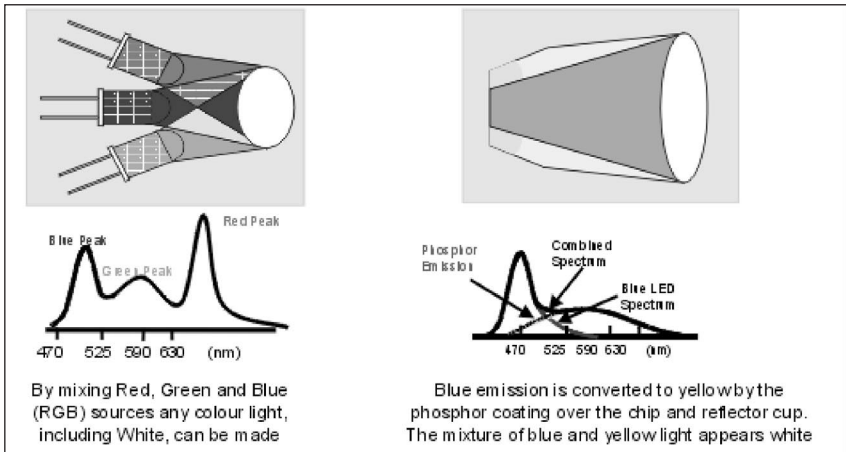 Red Peak
Blue Peak
Green Peak
470 525 590 630 (nm)
By mixing Red, Green and Blue
(RGB) sources any colour light,
including White, can be made
Phosphor
Emission
Combined
Spectrum
Blue LED
Spectrum
470 525 590 630 (nm)
Blue emission is converted to yellow by the
phosphor coating over the chip and reflector cup.
The mixture of blue and yellow light appears white